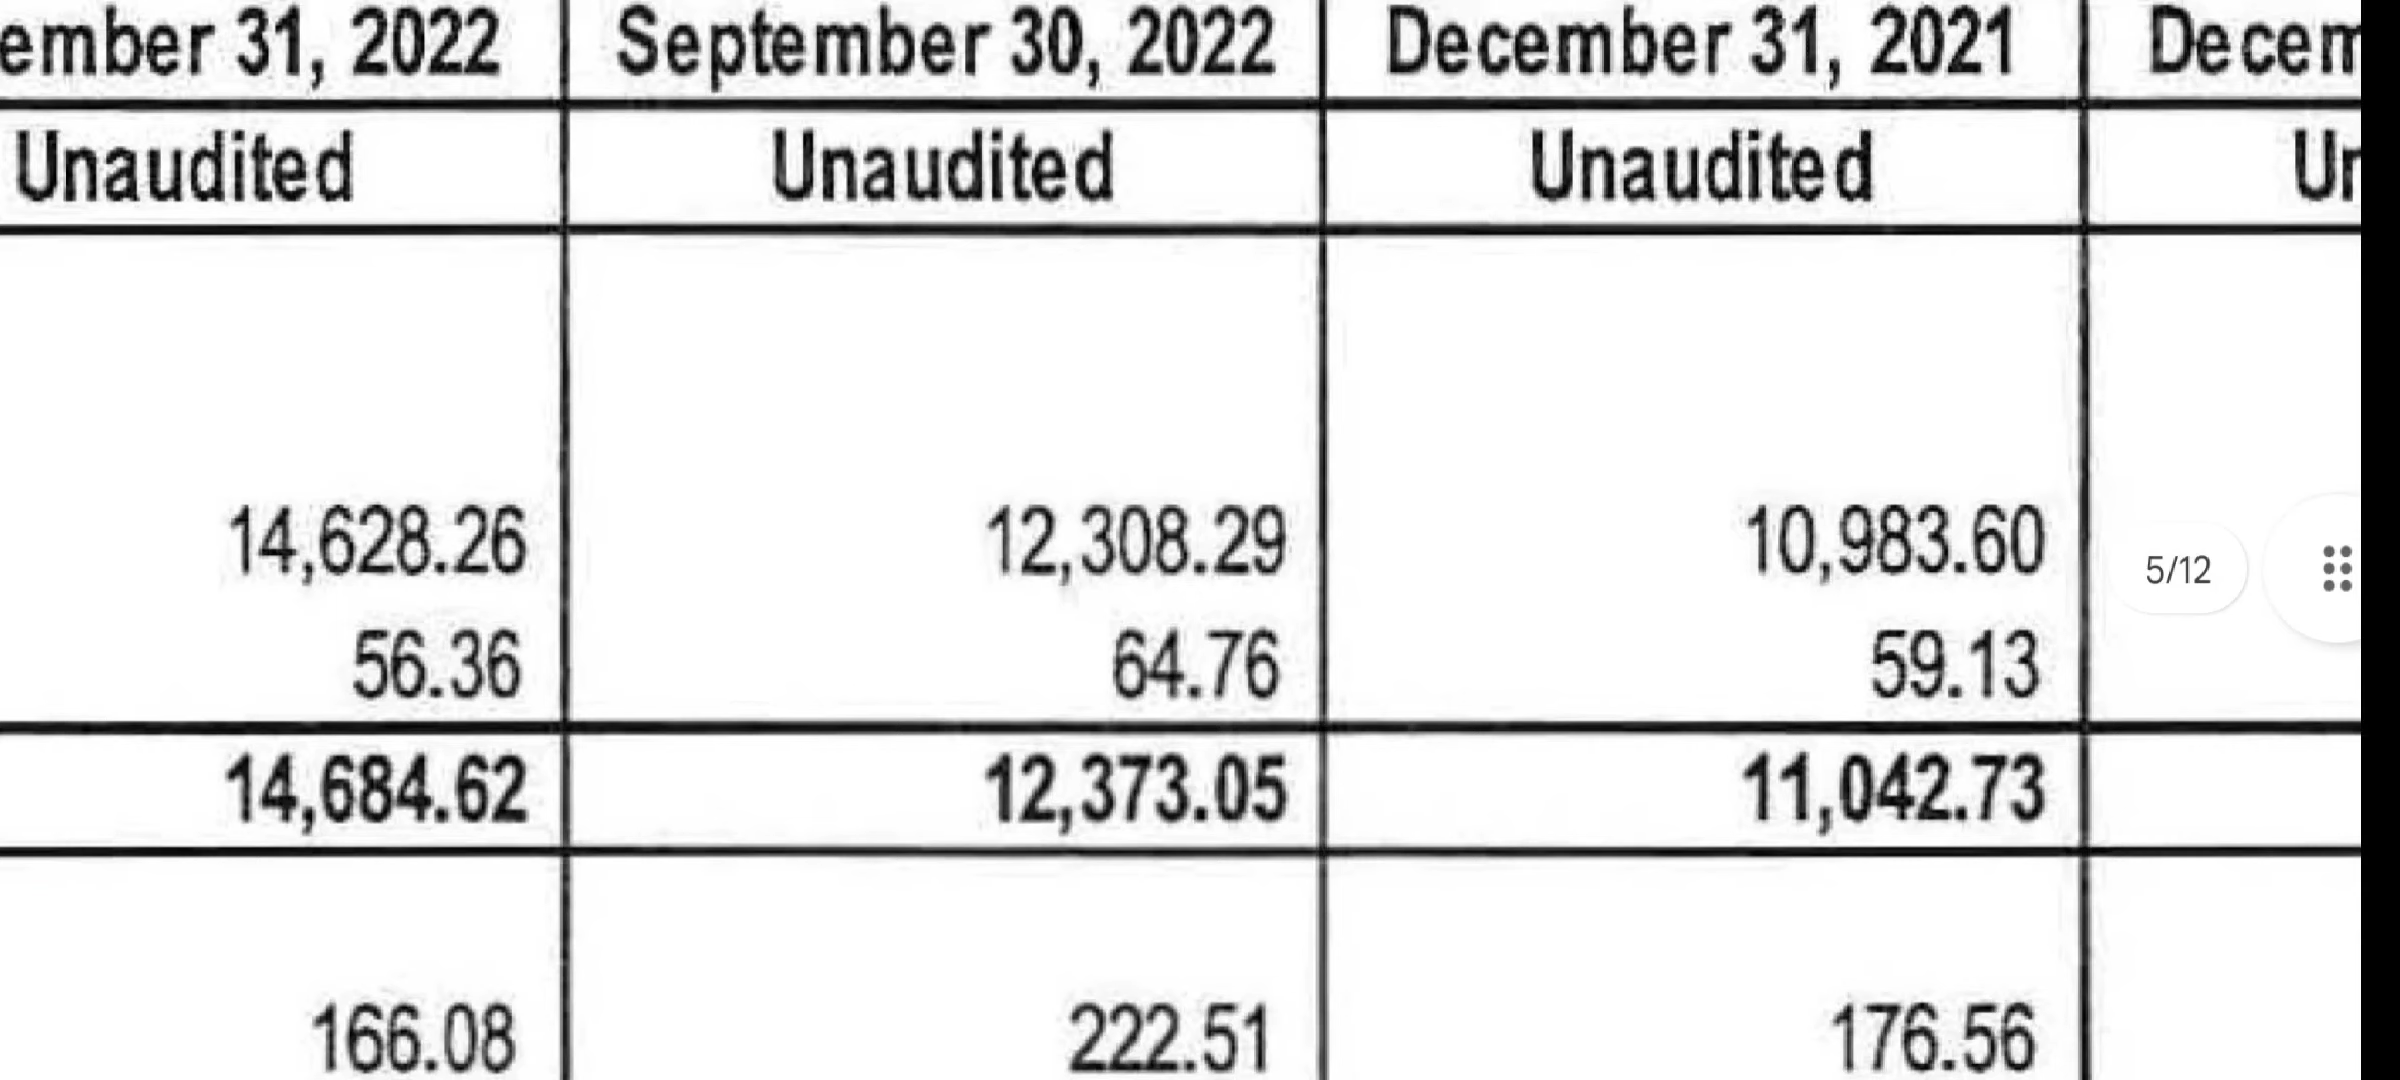 ember 31, 2022 September 30, 2022 December 31, 2021 Decem
Unaudited Unaudited Unaudited Un
14,628.26 12,308.29 10,983.60
5/12
56.36 64.76 59.13
14,684.62 12,373.05 11,042.73
166.08 222.51 176.56